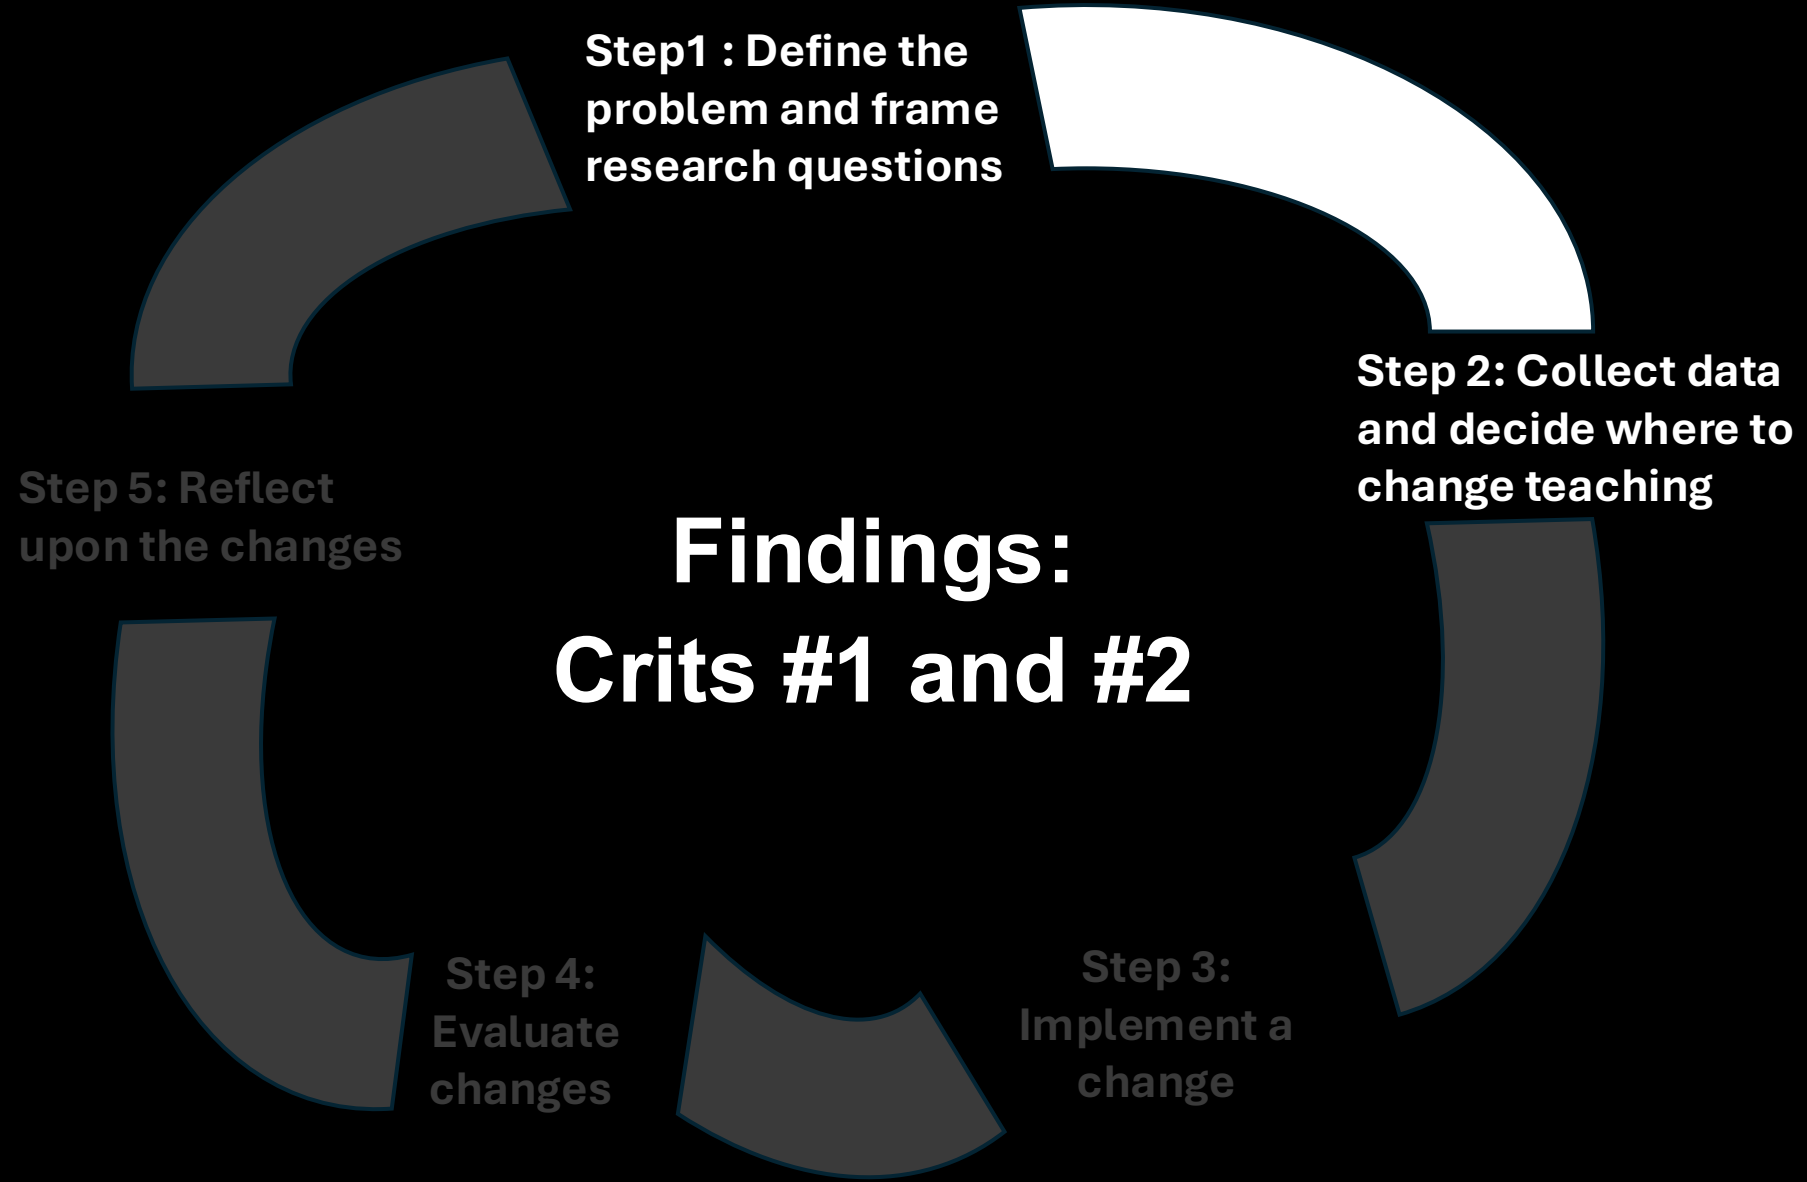 Step1 : Define the
problem and frame
research questions
Step 2: Collect data
and decide where to
change teaching
Step 3:
Implement a
change
Step 4:
Evaluate
changes
Step 5: Reflect
upon the changes
Findings:
Crits #1 and #2